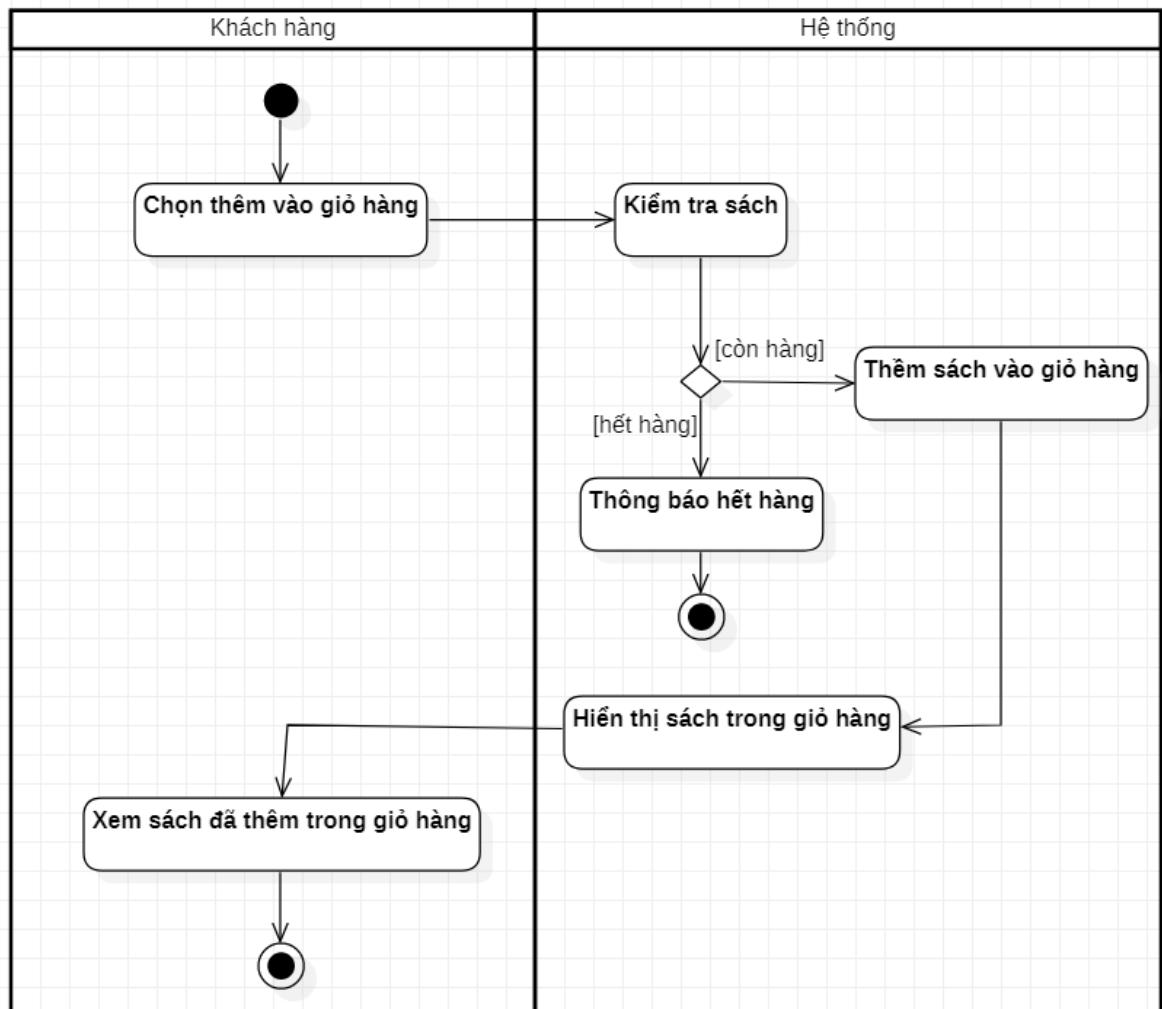 Khách hàng
Hệ thống
Chọn thêm vào giỏ hàng
Kiểm tra sách
[còn hàng]
Thềm sách vào giỏ hàng
[hết hàng]
Thông báo hết hàng
Hiển thị sách trong giỏ hàng
Xem sách đã thêm trong giỏ hàng